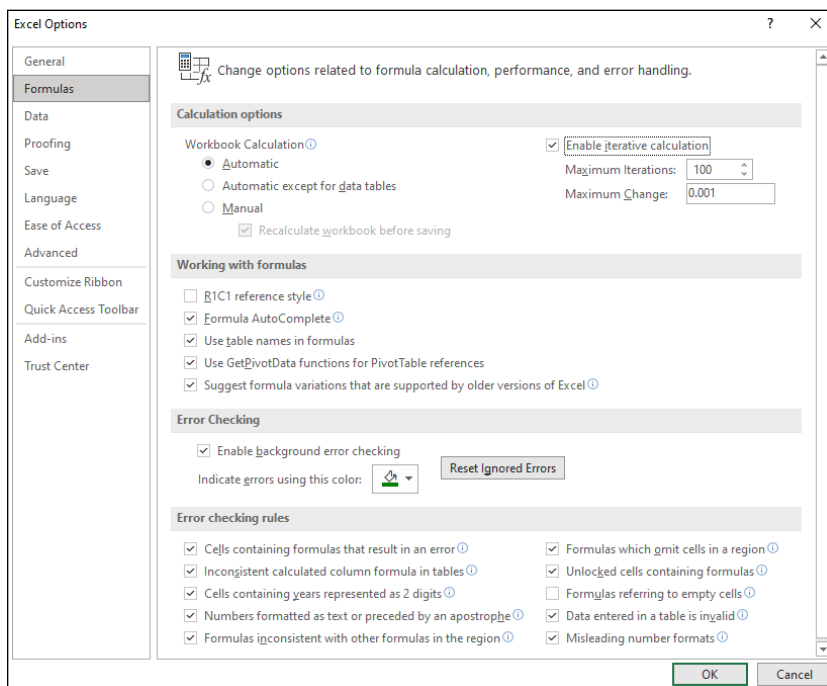 Excel Options
?
General
Formulas
Data
Proofing
Save
Language
Ease of Access
Advanced
Customize Ribbon
Quick Access Toolbar
Add-ins
Trust Center
Change options related to formula calculation, performance, and error handling.
Calculation options
Workbook Calculation
Automatic
Automatic except for data tables
Manual
Recalculate workbook before saving
Enable iterative calculation
Maximum Iterations: 100
Maximum Change: 0.001
Working with formulas
R1C1 reference style
Formula AutoComplete
Use table names in formulas
Use GetPivotData functions for PivotTable references
Suggest formula variations that are supported by older versions of Excel
Error Checking
Enable background error checking
Indicate errors using this color:
Reset Ignored Errors
Error checking rules
Cells containing formulas that result in an error
Inconsistent calculated column formula in tables
Cells containing years represented as 2 digits
Numbers formatted as text or preceded by an apostrophe
Formulas inconsistent with other formulas in the region
Formulas which omit cells in a region
Unlocked cells containing formulas
Formulas referring to empty cells
Data entered in a table is invalid
Misleading number formats
OK
Cancel